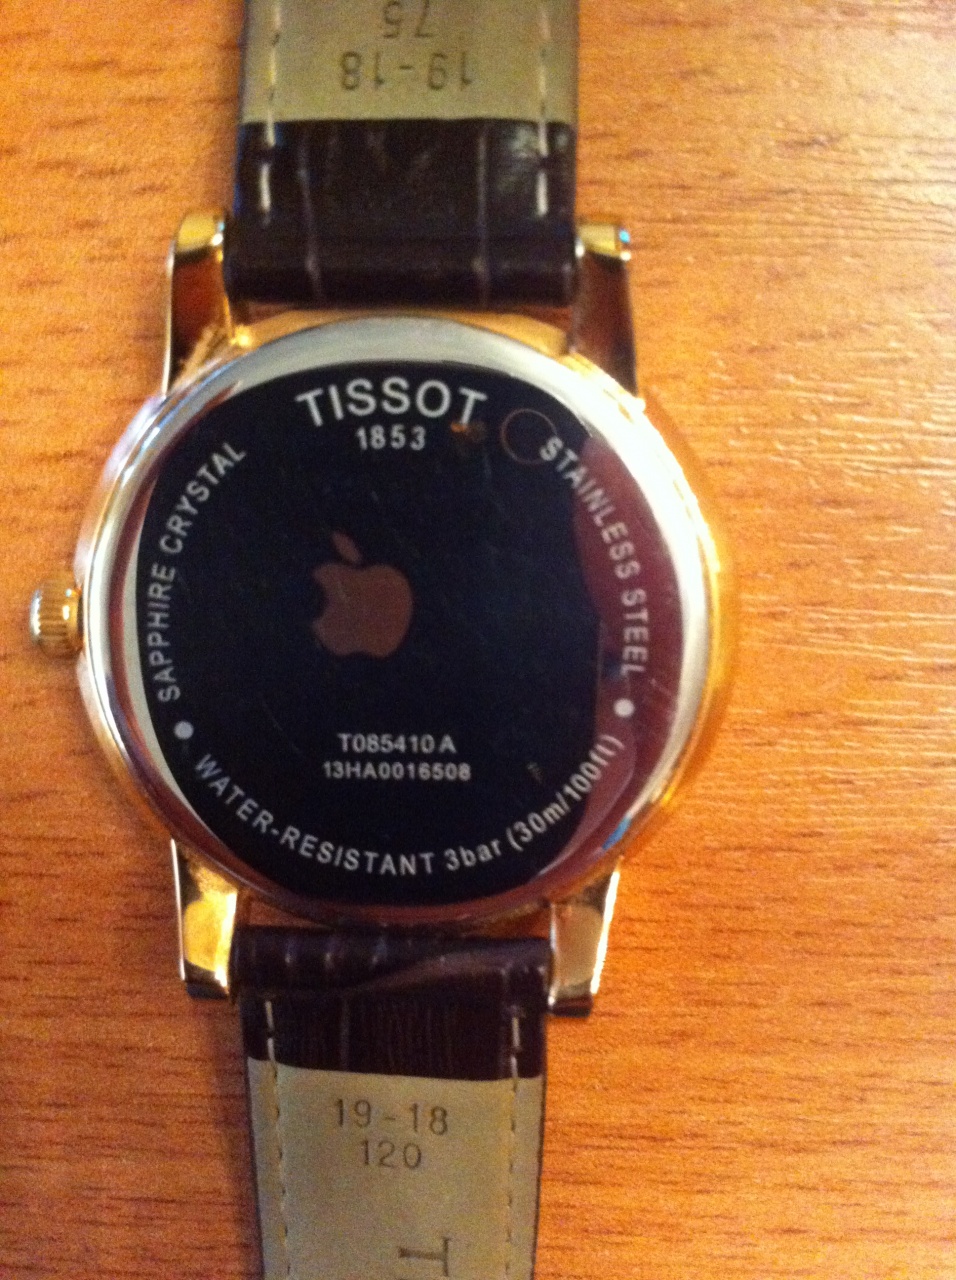 75
19-18
TISSOT
1853
SAPPHIRE CRYSTAL
STAINLESS STEEL
T085410A
13HA0016508
WATER-RESISTANT 3bar (30m/100ft)
19-18
120